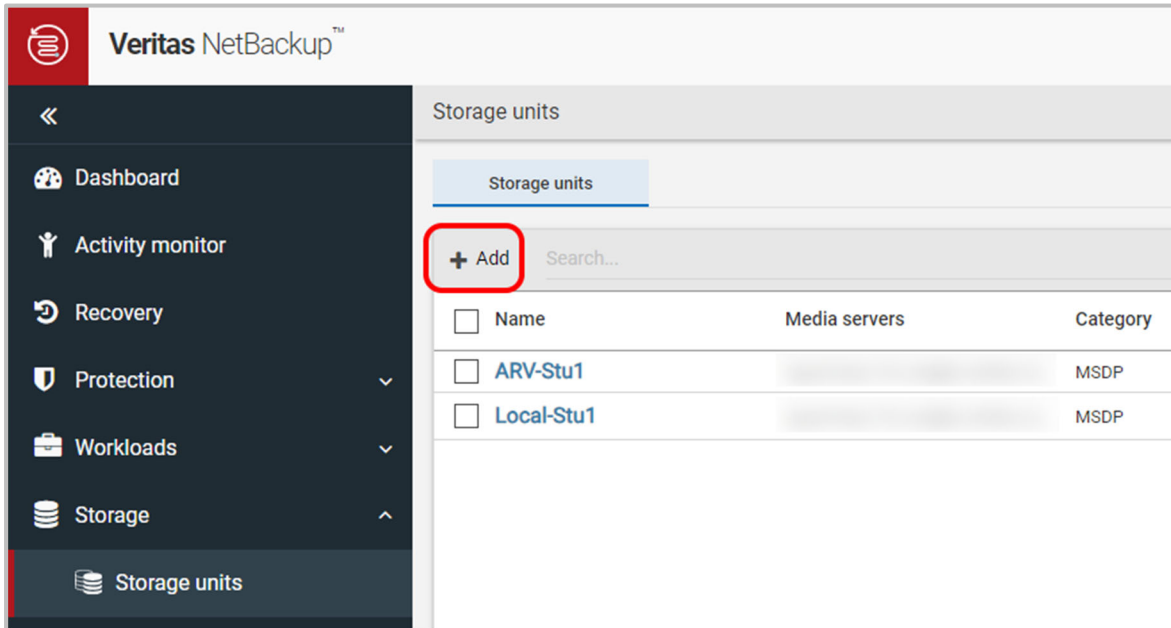 Veritas NetBackup™
Storage units
Dashboard
Storage units
Activity monitor
+ Add
Search...
Recovery
Name Media servers Category
Protection
ARV-Stu1 MSDP
Local-Stu1 MSDP
Workloads
Storage
Storage units